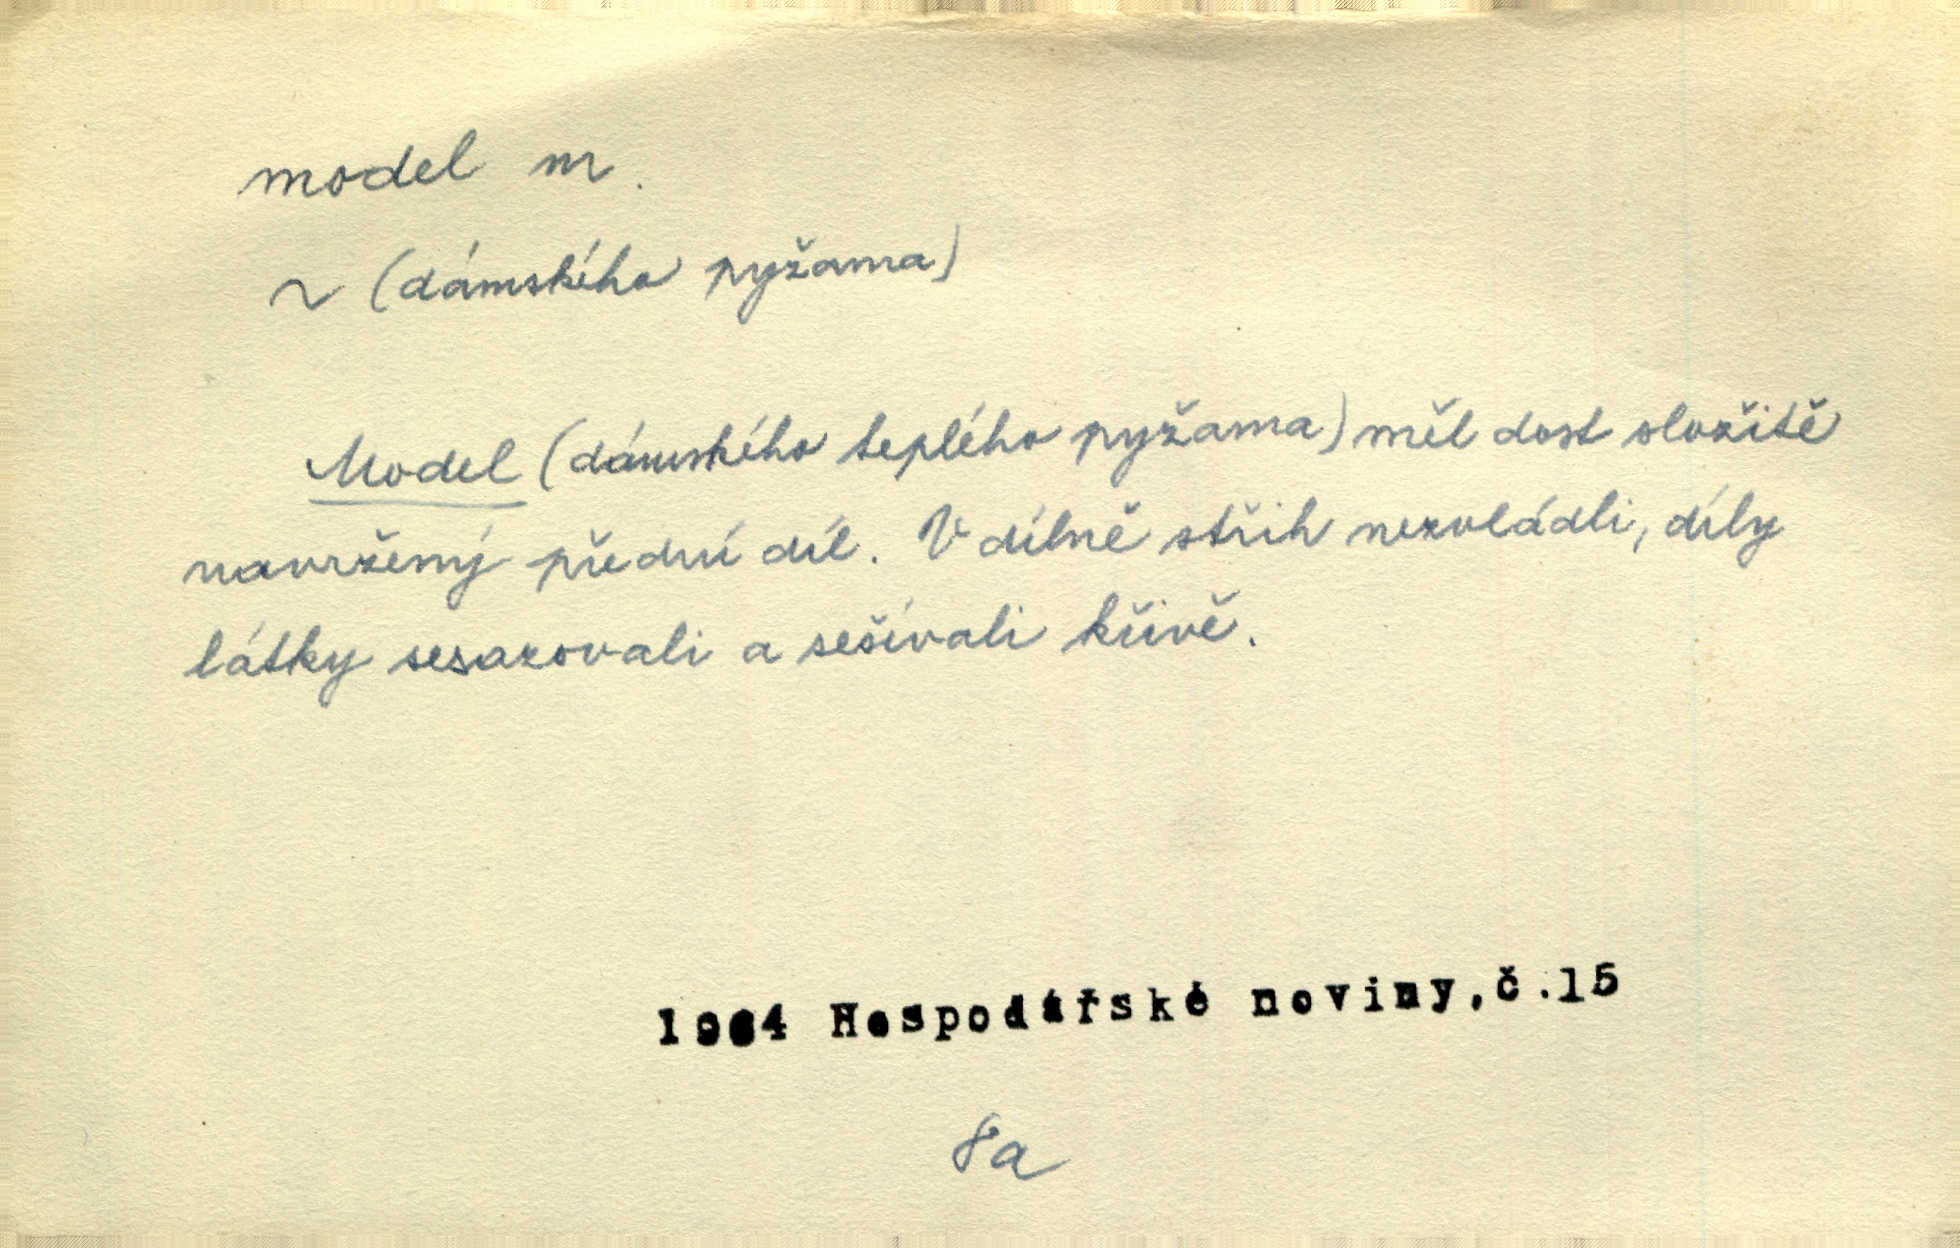 model m.
~ (dámského pyžama)
Model (dámského teplého pyžama) měl dost složitě
navržený přední díl. V dílně střih nezvládli, díly
látky sesazovali a sešívali křivě.
1964 Hospodářské noviny, č.15
8a